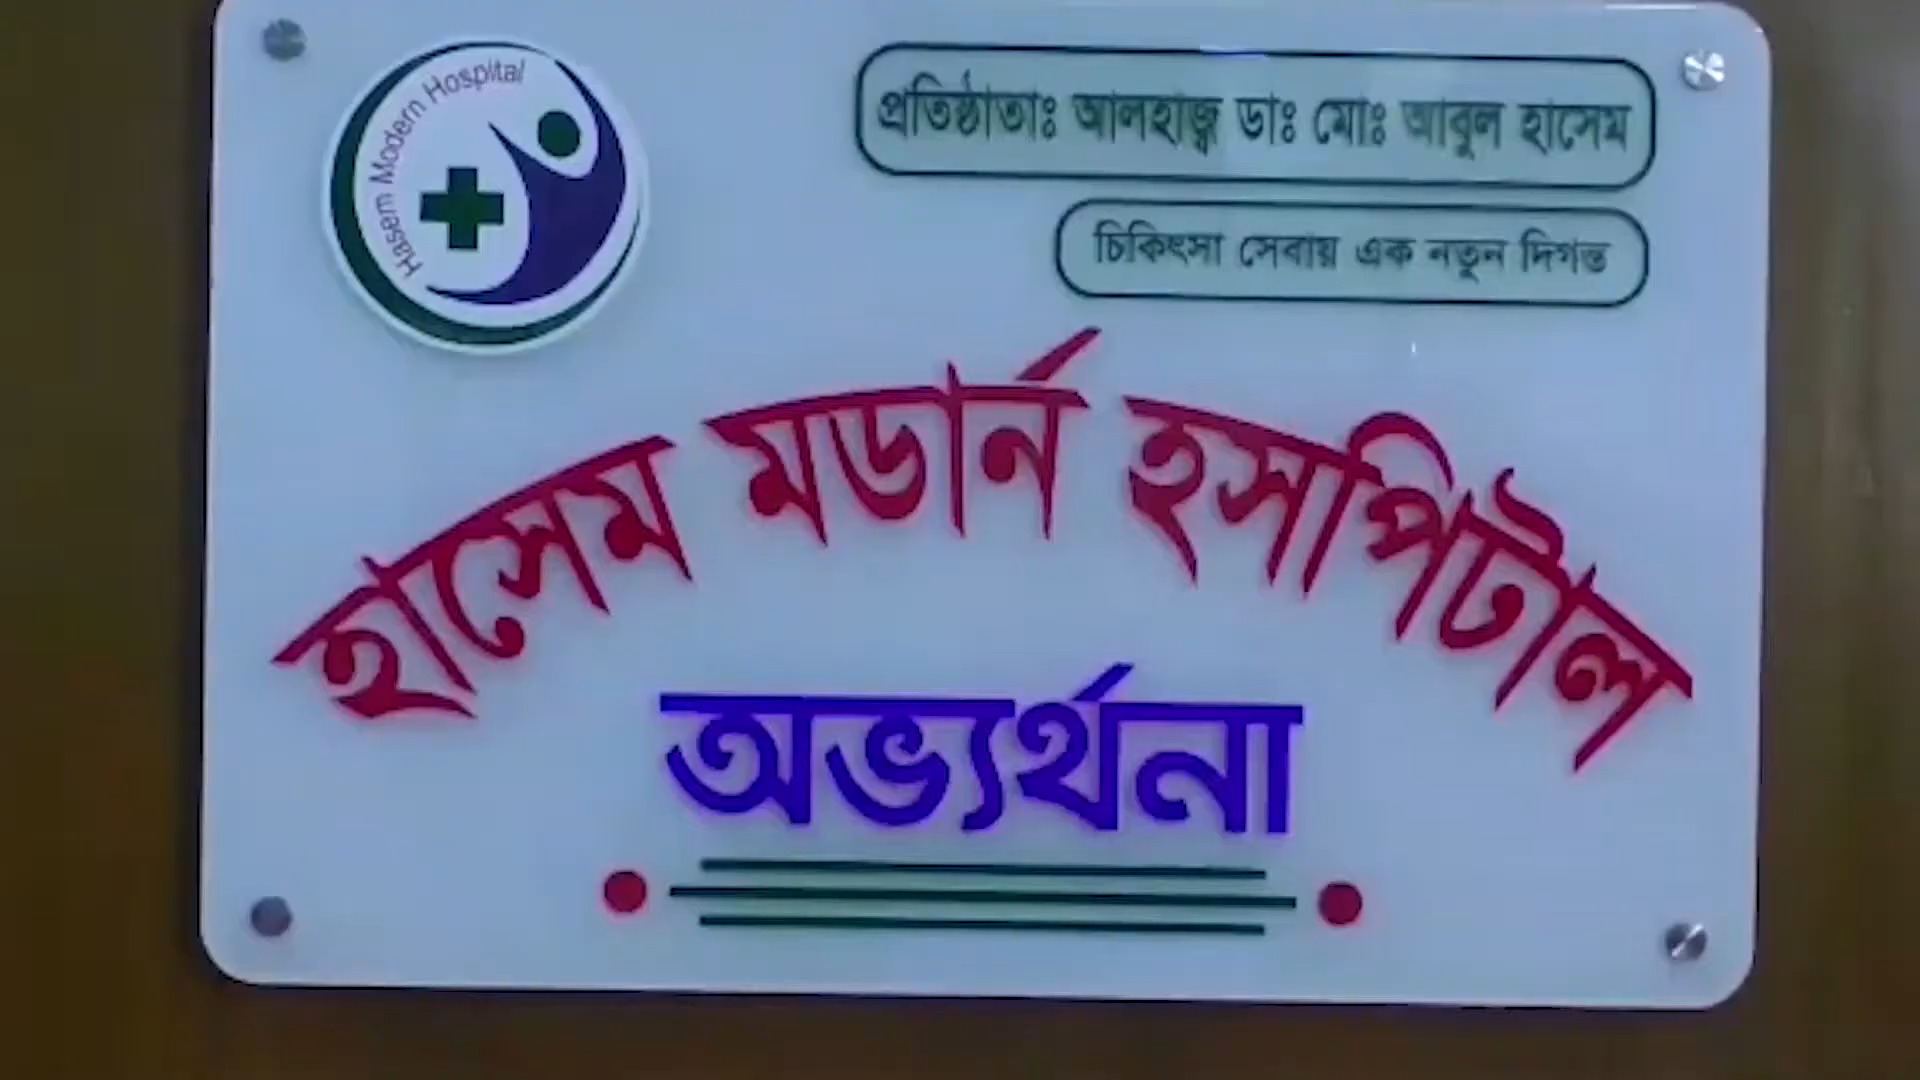 Hasem Modern Hospital
প্রতিষ্ঠাতাঃ আলহাজ্ব ডাঃ মোঃ আবুল হাসেম
চিকিৎসা সেবায় এক নতুন দিগন্ত
হাসেম মডার্ন হসপিটাল
অভ্যর্থনা